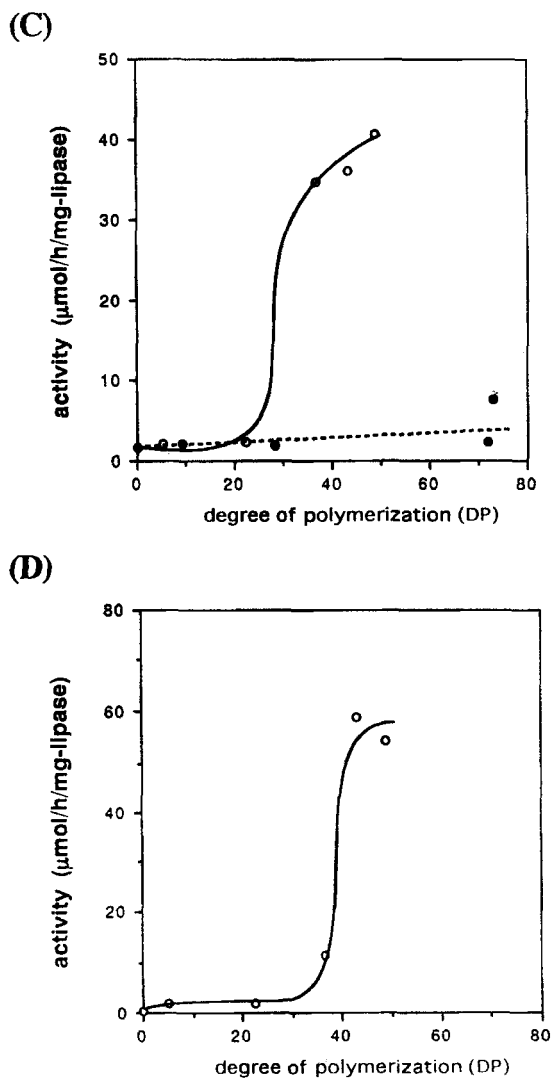 (C)
50
40
30
20
10
0
activity (μmol/h/mg-lipase)
0 20 40 60 80
degree of polymerization (DP)
(D)
80
60
40
20
0
activity (μmol/h/mg-lipase)
0 20 40 60 80
degree of polymerization (DP)